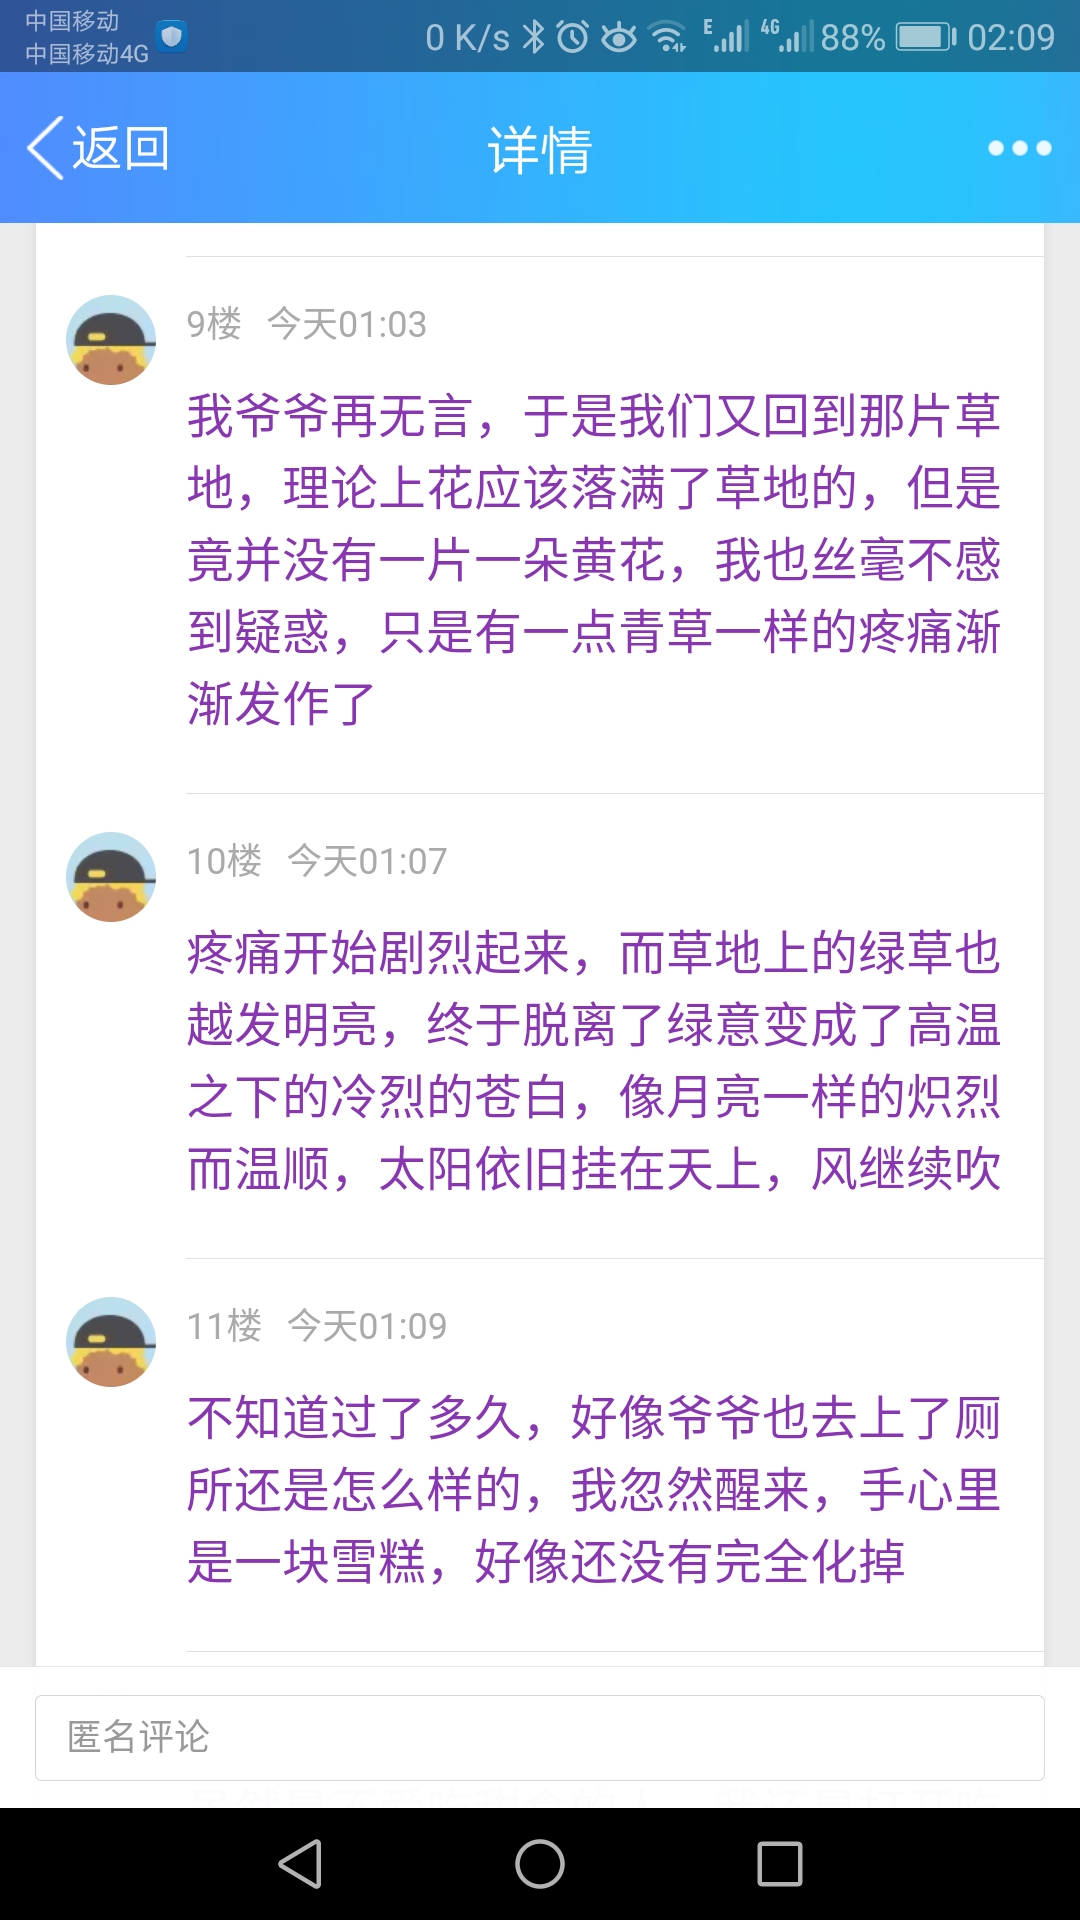 中国移动
中国移动4G
0 K/s E 4G 88% 02:09
返回 详情
9楼 今天01:03
我爷爷再无言，于是我们又回到那片草
地，理论上花应该落满了草地的，但是
竟并没有一片一朵黄花，我也丝毫不感
到疑惑，只是有一点青草一样的疼痛渐
渐发作了
10楼 今天01:07
疼痛开始剧烈起来，而草地上的绿草也
越发明亮，终于脱离了绿意变成了高温
之下的冷烈的苍白，像月亮一样的炽烈
而温顺，太阳依旧挂在天上，风继续吹
11楼 今天01:09
不知道过了多久，好像爷爷也去上了厕
所还是怎么样的，我忽然醒来，手心里
是一块雪糕，好像还没有完全化掉
匿名评论